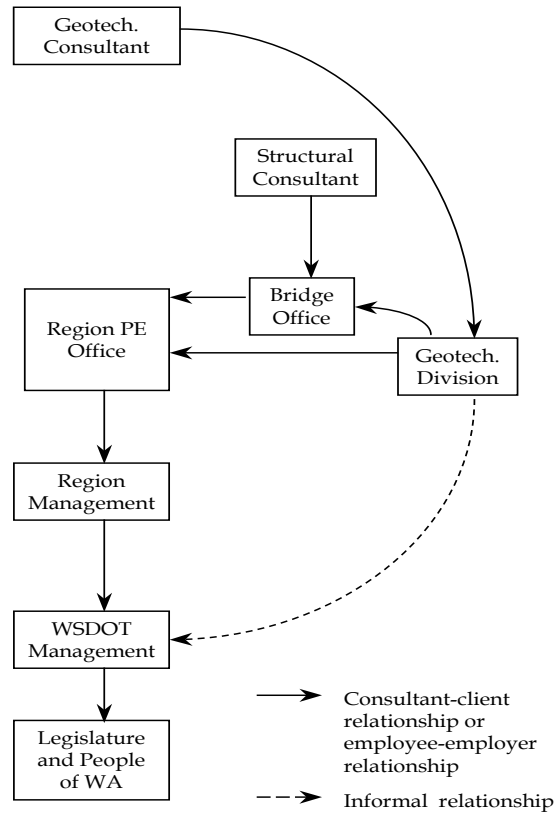 Geotech.
Consultant
Structural
Consultant
Bridge
Office
Region PE
Office
Geotech.
Division
Region
Management
WSDOT
Management
Legislature
and People
of WA
Consultant-client
relationship or
employee-employer
relationship
Informal relationship